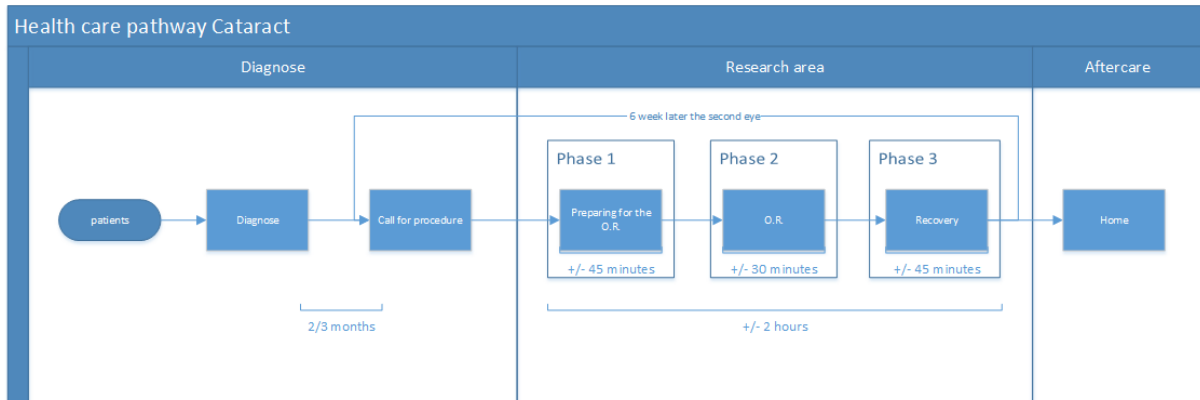 Health care pathway Cataract
Diagnose
Research area
Aftercare
6 week later the second eye
Phase 1
Phase 2
Phase 3
patients
Diagnose
Call for procedure
Preparing for the
O.R.
O.R.
Recovery
Home
+/- 45 minutes
+/- 30 minutes
+/- 45 minutes
2/3 months
+/- 2 hours